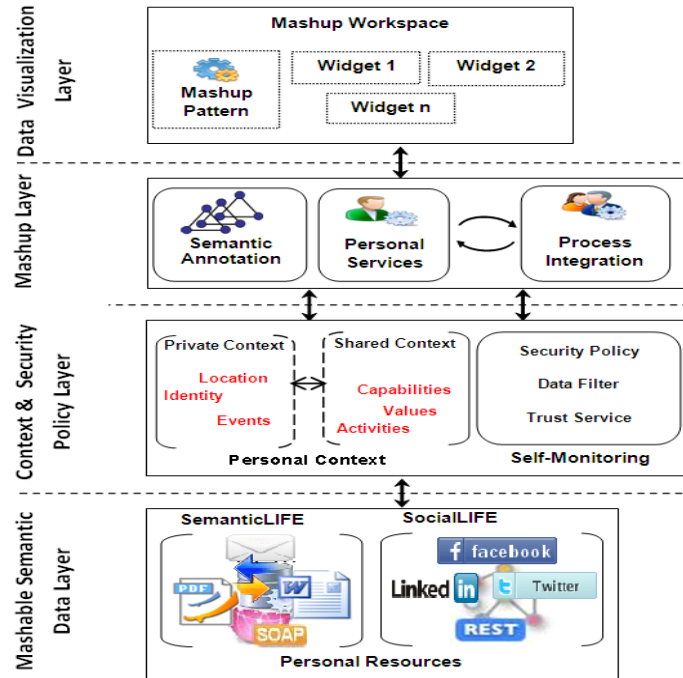 Data Visualization
Layer
Mashup Workspace
Mashup
Pattern
Widget 1
Widget 2
Widget n
Mashup Layer
Semantic
Annotation
Personal
Services
Process
Integration
Context & Security
Policy Layer
Private Context
Location
Identity
Events
Shared Context
Capabilities
Values
Activities
Personal Context
Security Policy
Data Filter
Trust Service
Self-Monitoring
Mashable Semantic
Data Layer
SemanticLIFE
PDF
W
SOAP
SocialLIFE
f facebook
Linked in
t Twitter
REST
Personal Resources